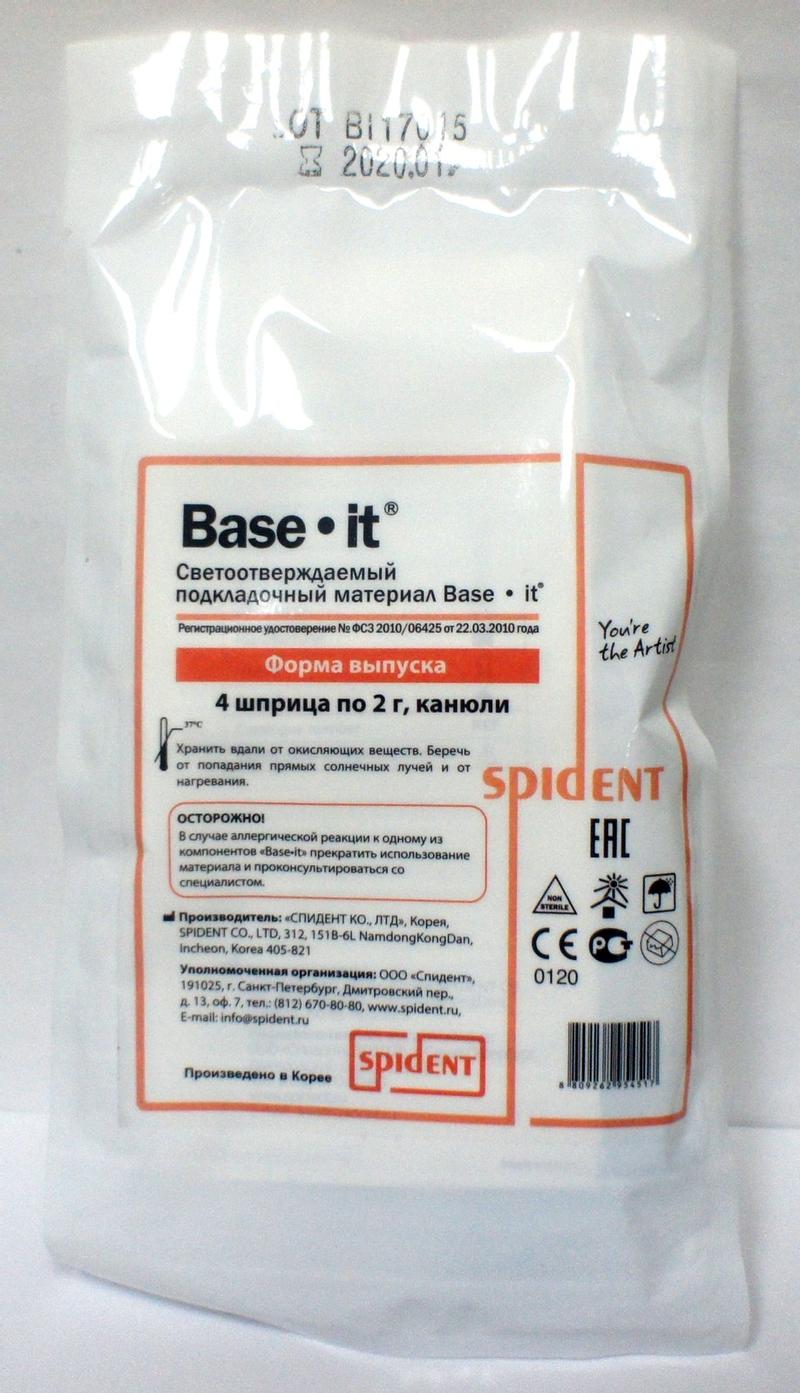 Base • it®
Светоотверждаемый
подкладочный материал Base • it®
Регистрационное удостоверение № ФСЗ 2010/06425 от 22.03.2010 года
Форма выпуска
4 шприца по 2 г, канюли
37°C
Хранить вдали от окисляющих веществ. Беречь
от попадания прямых солнечных лучей и от
нагревания.
ОСТОРОЖНО!
В случае аллергической реакции к одному из
компонентов «Base•it» прекратить использование
материала и проконсультироваться со
специалистом.
Производитель: «СПИДЕНТ КО., ЛТД», Корея,
SPIDENT CO., LTD, 312, 151B-6L NamdongKongDan,
Incheon, Korea 405-821
Уполномоченная организация: ООО «Спидент»,
191025, г. Санкт-Петербург, Дмитровский пер.,
д. 13, оф. 7, тел.: (812) 670-80-80, www.spident.ru,
E-mail: info@spident.ru
Произведено в Корее
SPIDENT
You're
the Artist
SPIDENT
EAC
NON
STERILE
CE
0120
8 809262 954517